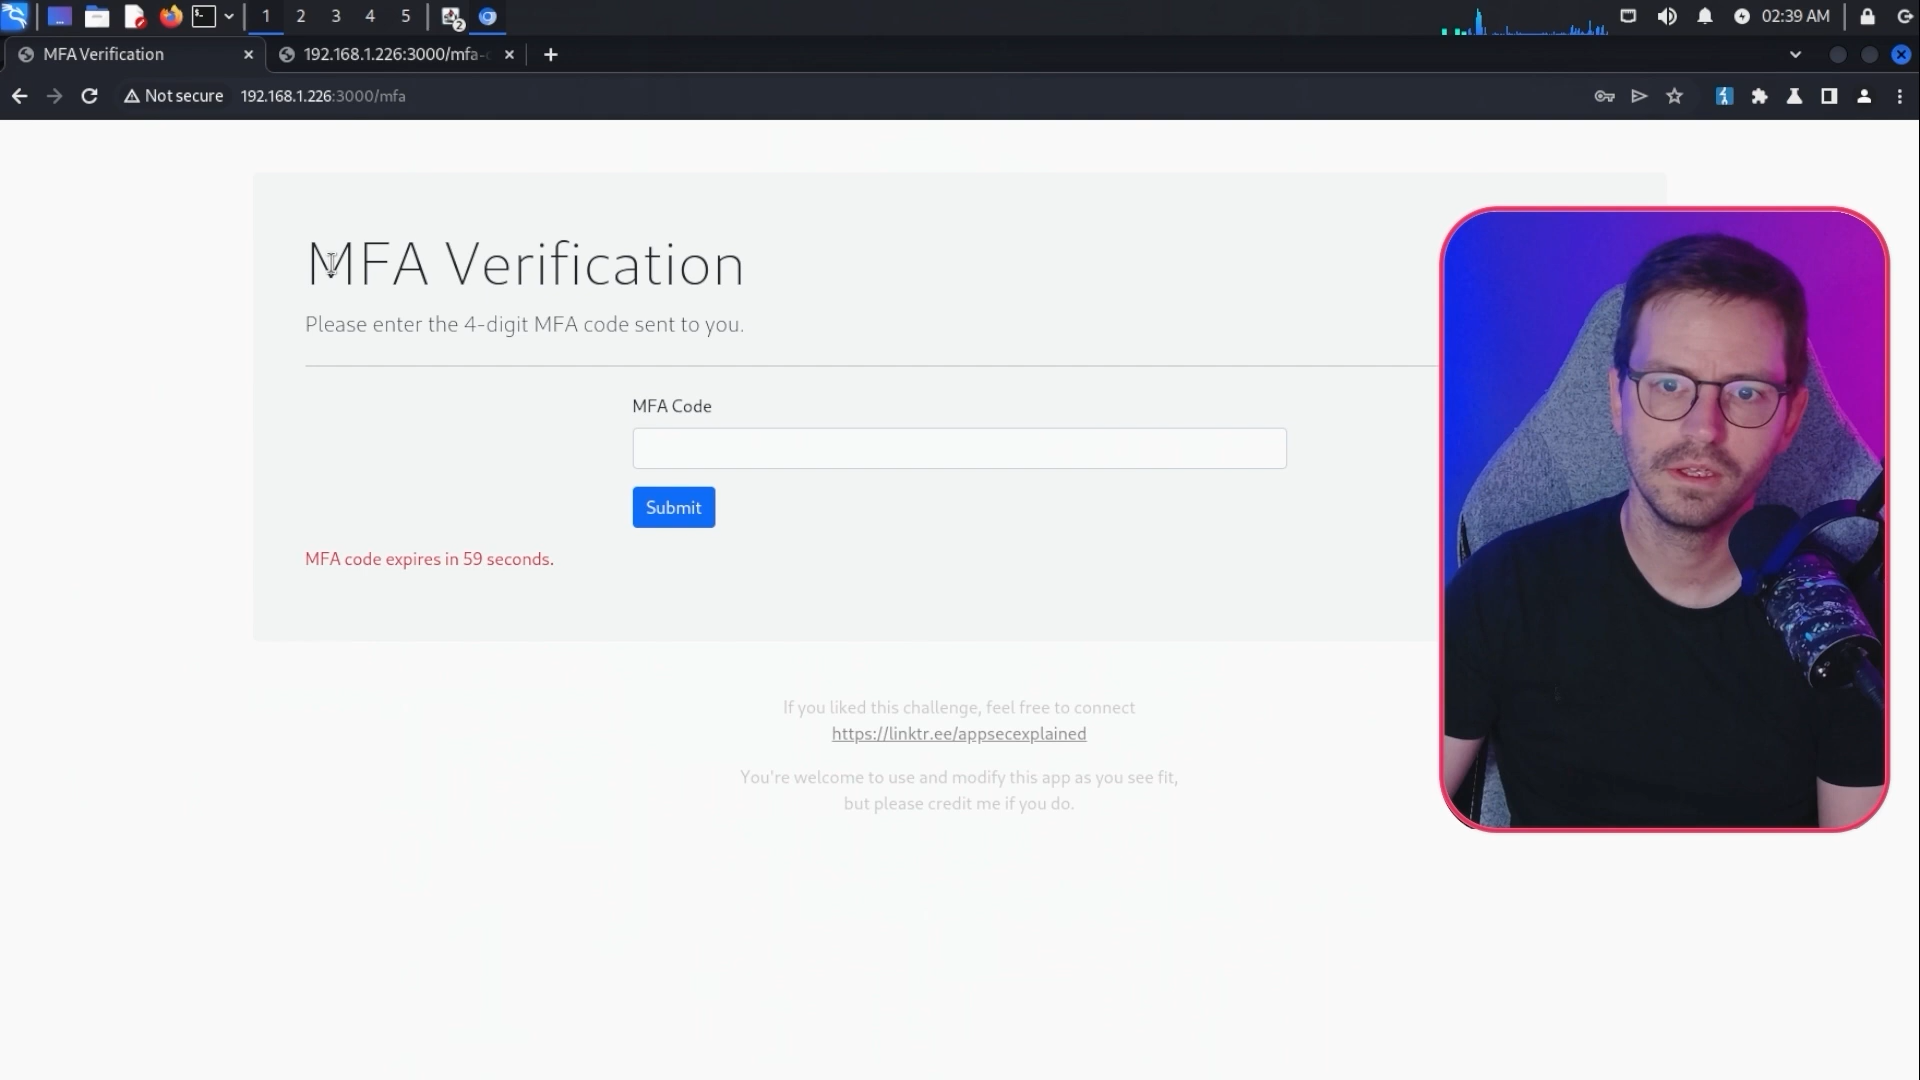 1 2 3 4 5
2
02:39 AM
MFA Verification
192.168.1.226:3000/mfa-
Not secure
192.168.1.226:3000/mfa
MFA Verification
Please enter the 4-digit MFA code sent to you.
MFA Code
Submit
MFA code expires in 59 seconds.
If you liked this challenge, feel free to connect
https://linktr.ee/appsecexplained
You're welcome to use and modify this app as you see fit,
but please credit me if you do.